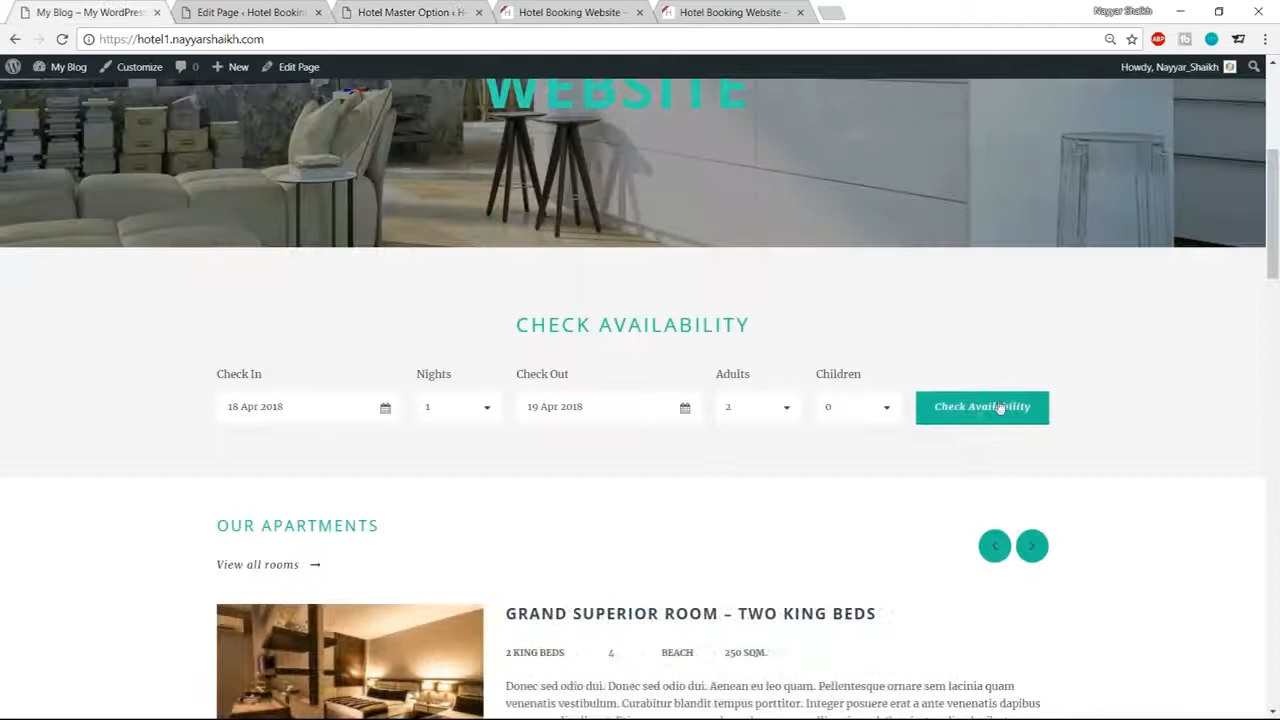 My Blog – My WordPres
Edit Page ‹ Hotel Bookin
Hotel Master Option ‹ H
Hotel Booking Website –
Hotel Booking Website –
Nayyar Shaikh
https://hotel1.nayyarshaikh.com
ABP
My Blog
Customize
0
New
Edit Page
Howdy, Nayyar_Shaikh
WEBSITE
CHECK AVAILABILITY
Check In
Nights
Check Out
Adults
Children
18 Apr 2018
1
19 Apr 2018
2
0
Check Availability
OUR APARTMENTS
View all rooms
GRAND SUPERIOR ROOM – TWO KING BEDS
2 KING BEDS
4
BEACH
250 SQM.
Donec sed odio dui. Donec sed odio dui. Aenean eu leo quam. Pellentesque ornare sem lacinia quam
venenatis vestibulum. Curabitur blandit tempus porttitor. Integer posuere erat a ante venenatis dapibus